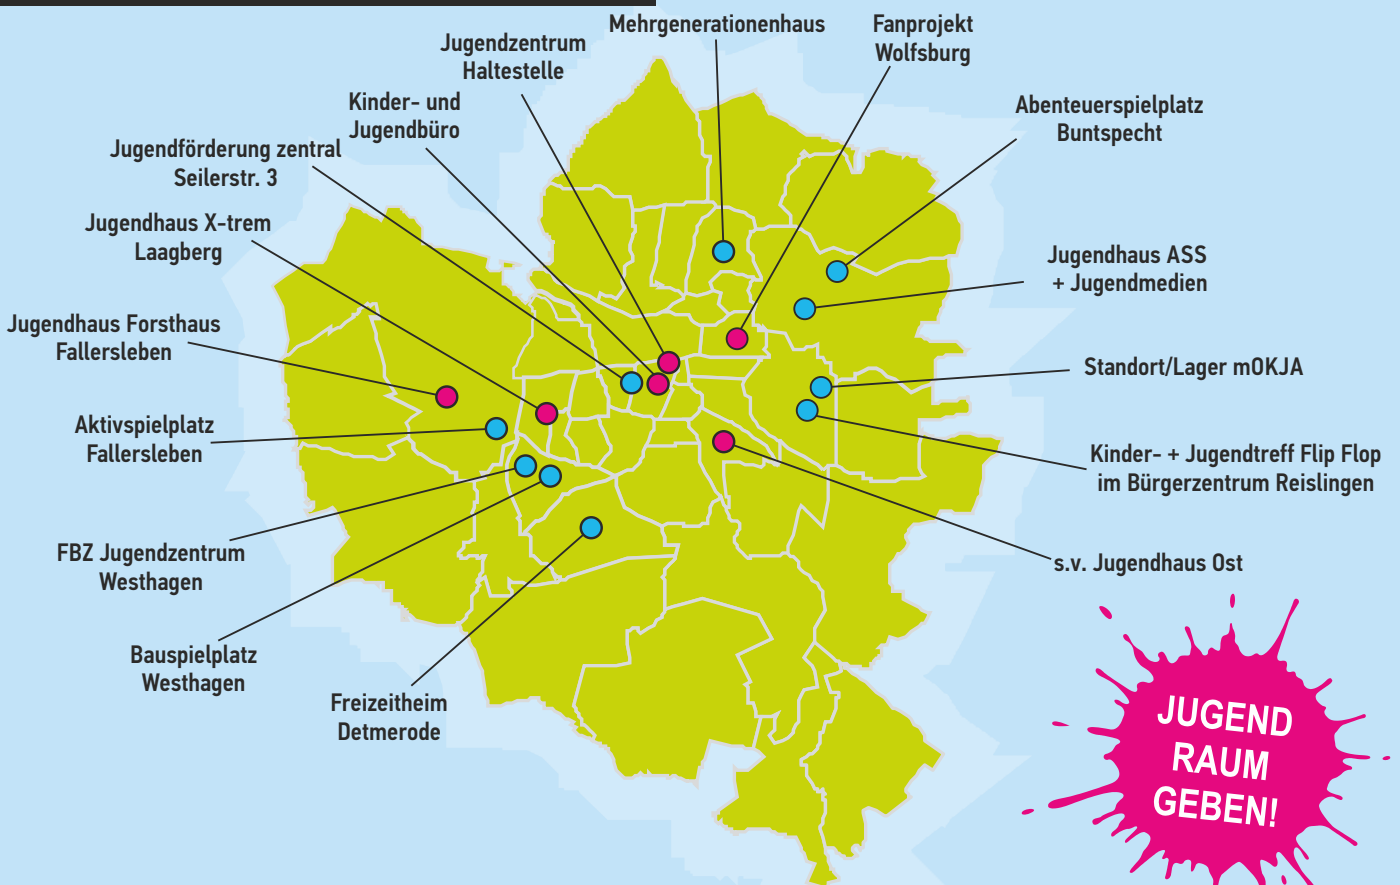 Mehrgenerationenhaus
Fanprojekt
Wolfsburg
Jugendzentrum
Haltestelle
Kinder- und
Jugendbüro
Abenteuerspielplatz
Buntspecht
Jugendförderung zentral
Seilerstr. 3
Jugendhaus X-trem
Laagberg
Jugendhaus ASS
+ Jugendmedien
Jugendhaus Forsthaus
Fallersleben
Standort/Lager mOKJA
Aktivspielplatz
Fallersleben
Kinder- + Jugendtreff Flip Flop
im Bürgerzentrum Reislingen
FBZ Jugendzentrum
Westhagen
s.v. Jugendhaus Ost
Bauspielplatz
Westhagen
Freizeitheim
Detmerode
JUGEND
RAUM
GEBEN!